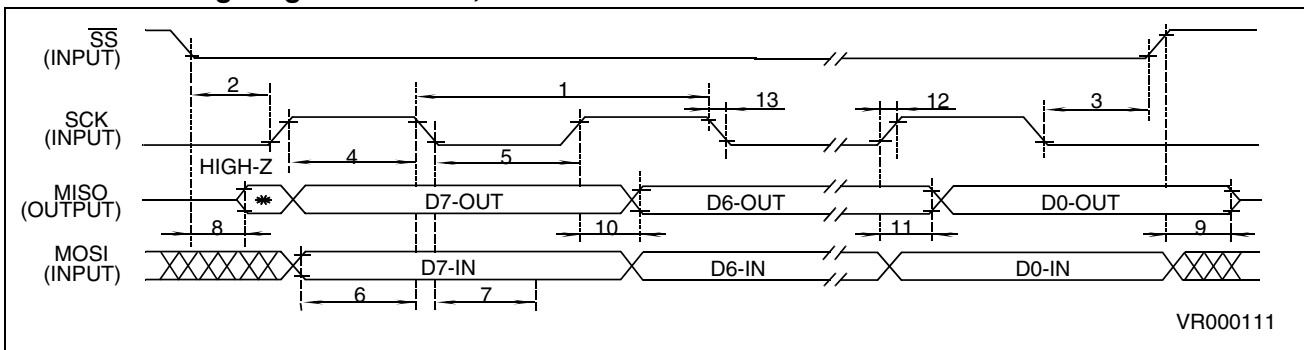 SS
(INPUT)
2
1
13
12
3
SCK
(INPUT)
4
5
HIGH-Z
MISO
(OUTPUT)
D7-OUT
D6-OUT
D0-OUT
8
10
11
9
MOSI
(INPUT)
D7-IN
D6-IN
D0-IN
6
7
VR000111